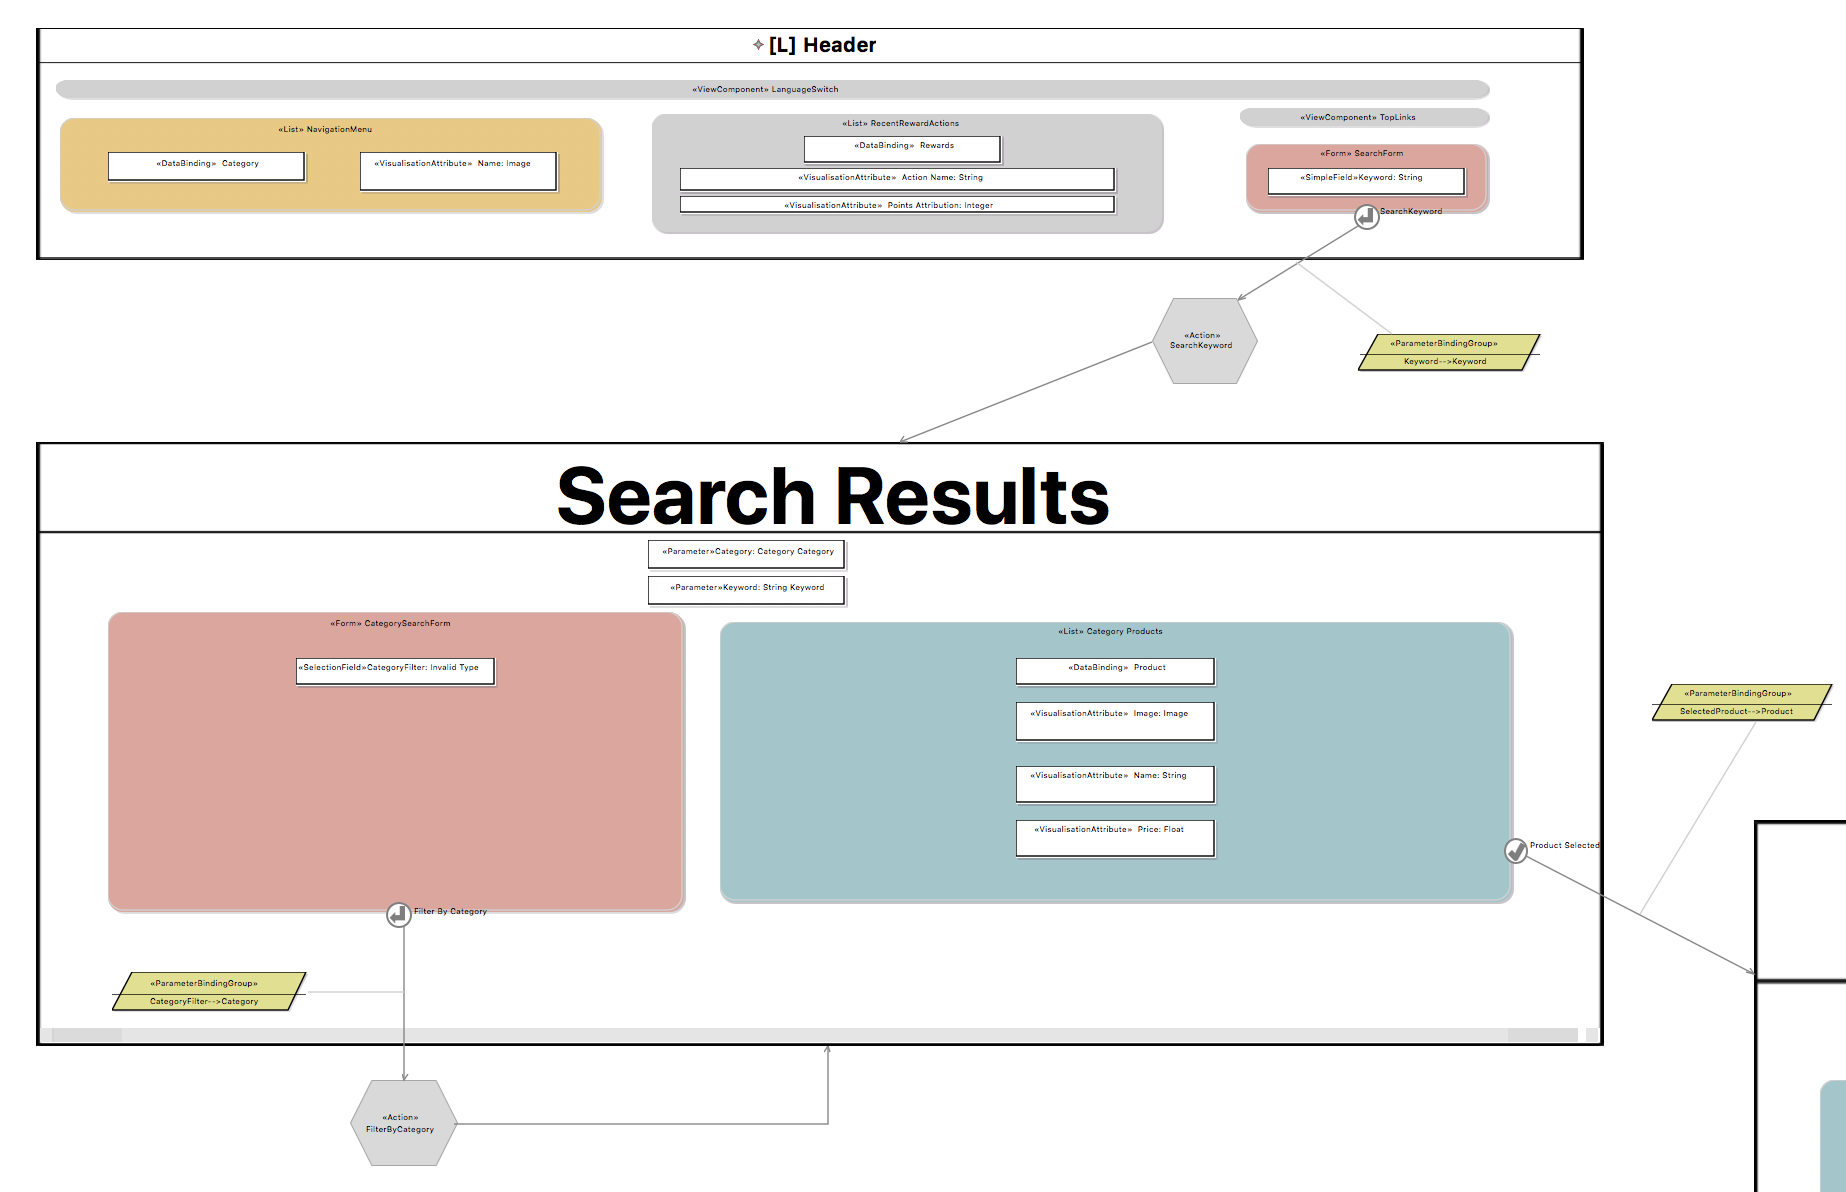 [L] Header
«ViewComponent» LanguageSwitch
«List» NavigationMenu
«DataBinding» Category
«VisualisationAttribute» Name: Image
«List» RecentRewardActions
«DataBinding» Rewards
«VisualisationAttribute» Action Name: String
«VisualisationAttribute» Points Attribution: Integer
«ViewComponent» TopLinks
«Form» SearchForm
«SimpleField»Keyword: String
SearchKeyword
«Action»
SearchKeyword
«ParameterBindingGroup»
Keyword-->Keyword
Search Results
«Parameter»Category: Category Category
«Parameter»Keyword: String Keyword
«Form» CategorySearchForm
«SelectionField»CategoryFilter: Invalid Type
Filter By Category
«List» Category Products
«DataBinding» Product
«VisualisationAttribute» Image: Image
«VisualisationAttribute» Name: String
«VisualisationAttribute» Price: Float
Product Selected
«ParameterBindingGroup»
SelectedProduct-->Product
«ParameterBindingGroup»
CategoryFilter-->Category
«Action»
FilterByCategory